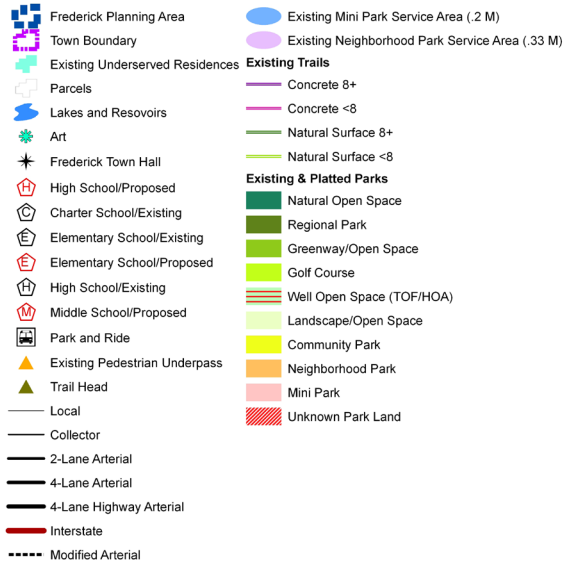 Frederick Planning Area
Town Boundary
Existing Underserved Residences
Parcels
Lakes and Resovoirs
Art
Frederick Town Hall
H High School/Proposed
C Charter School/Existing
E Elementary School/Existing
E Elementary School/Proposed
H High School/Existing
M Middle School/Proposed
Park and Ride
Existing Pedestrian Underpass
Trail Head
Local
Collector
2-Lane Arterial
4-Lane Arterial
4-Lane Highway Arterial
Interstate
Modified Arterial
Existing Mini Park Service Area (.2 M)
Existing Neighborhood Park Service Area (.33 M)
Existing Trails
Concrete 8+
Concrete <8
Natural Surface 8+
Natural Surface <8
Existing & Platted Parks
Natural Open Space
Regional Park
Greenway/Open Space
Golf Course
Well Open Space (TOF/HOA)
Landscape/Open Space
Community Park
Neighborhood Park
Mini Park
Unknown Park Land